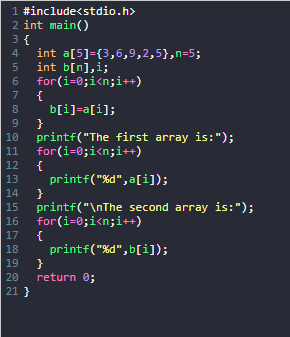 1 #include<stdio.h>
2 int main()
3 {
4   int a[5]={3,6,9,2,5},n=5;
5   int b[n],i;
6   for(i=0;i<n;i++)
7   {
8     b[i]=a[i];
9   }
10   printf("The first array is:");
11   for(i=0;i<n;i++)
12   {
13     printf("%d",a[i]);
14   }
15   printf("\nThe second array is:");
16   for(i=0;i<n;i++)
17   {
18     printf("%d",b[i]);
19   }
20   return 0;
21 }